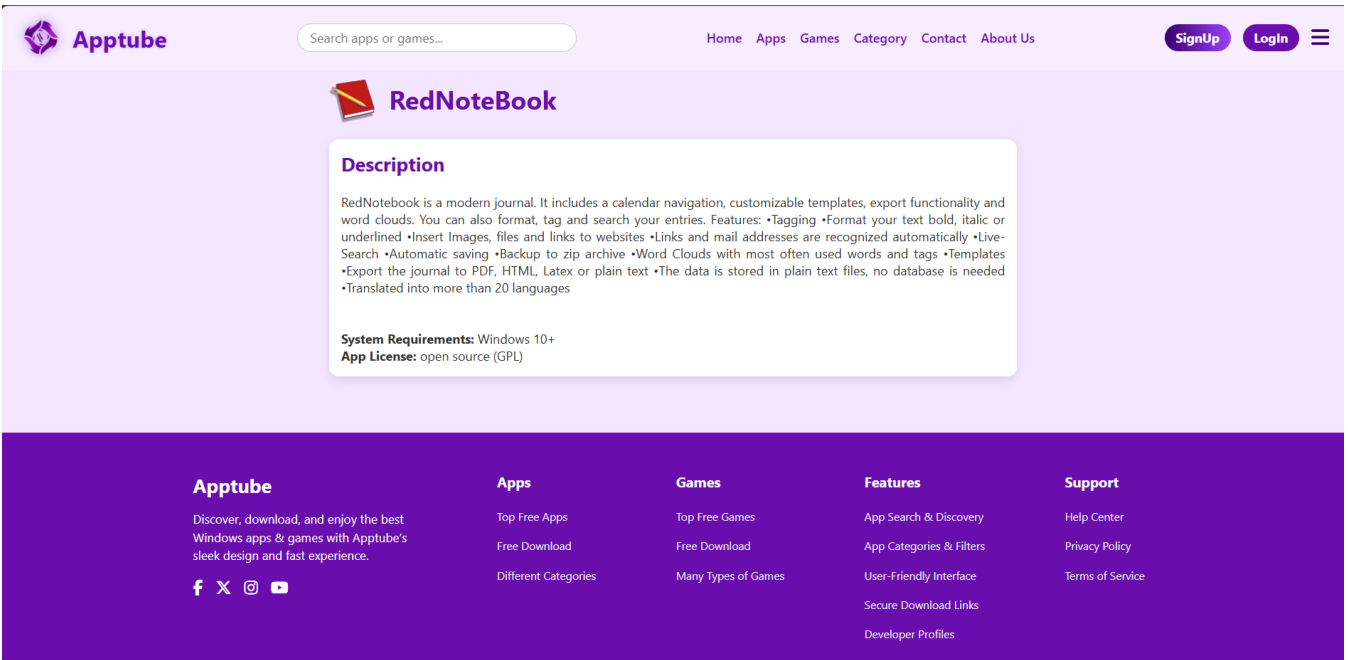 Apptube
Search apps or games...
Home Apps Games Category Contact About Us
SignUp
LogIn
RedNoteBook
Description
RedNotebook is a modern journal. It includes a calendar navigation, customizable templates, export functionality and
word clouds. You can also format, tag and search your entries. Features: •Tagging •Format your text bold, italic or
underlined •Insert Images, files and links to websites •Links and mail addresses are recognized automatically •Live-
Search •Automatic saving •Backup to zip archive •Word Clouds with most often used words and tags •Templates
•Export the journal to PDF, HTML, Latex or plain text •The data is stored in plain text files, no database is needed
•Translated into more than 20 languages
System Requirements: Windows 10+
App License: open source (GPL)
Apptube
Discover, download, and enjoy the best
Windows apps & games with Apptube's
sleek design and fast experience.
Apps
Top Free Apps
Free Download
Different Categories
Games
Top Free Games
Free Download
Many Types of Games
Features
App Search & Discovery
App Categories & Filters
User-Friendly Interface
Secure Download Links
Developer Profiles
Support
Help Center
Privacy Policy
Terms of Service